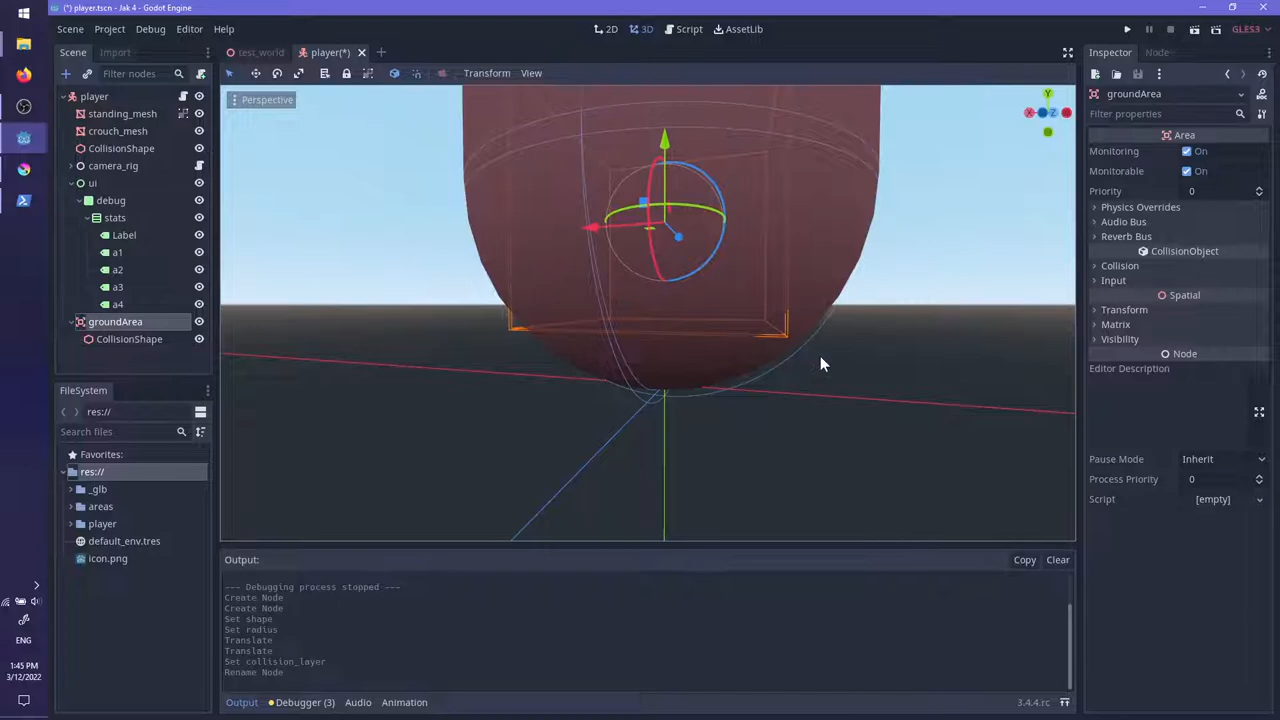 (*) player.tscn - Jak 4 - Godot Engine
Scene Project Debug Editor Help
2D 3D Script AssetLib
GLES3
Scene Import
Filter nodes
player
standing_mesh
crouch_mesh
CollisionShape
camera_rig
ui
debug
stats
Label
a1
a2
a3
a4
groundArea
CollisionShape
FileSystem
res://
Search files
Favorites:
res://
_glb
areas
player
default_env.tres
icon.png
test_world player(*)
Transform View
Perspective
Y
X
Z
Output:
Copy Clear
--- Debugging process stopped ---
Create Node
Create Node
Set shape
Set radius
Translate
Translate
Set collision_layer
Rename Node
Output Debugger (3) Audio Animation
3.4.4.rc
Inspector Node
groundArea
Filter properties
Area
Monitoring On
Monitorable On
Priority 0
Physics Overrides
Audio Bus
Reverb Bus
CollisionObject
Collision
Input
Spatial
Transform
Matrix
Visibility
Node
Editor Description
Pause Mode Inherit
Process Priority 0
Script [empty]
ENG
1:45 PM
3/12/2022